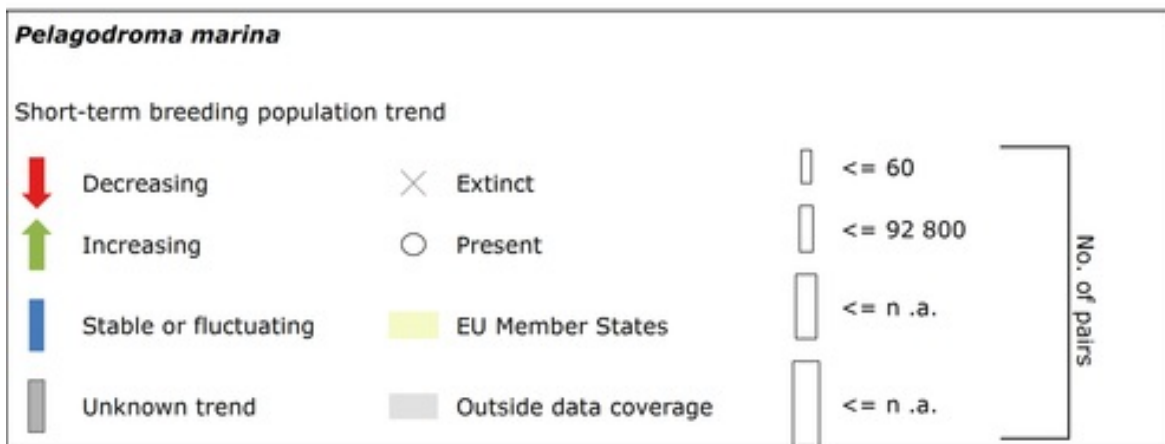 Pelagodroma marina
Short-term breeding population trend
Decreasing
Increasing
Stable or fluctuating
Unknown trend
Extinct
Present
EU Member States
Outside data coverage
<= 60
<= 92 800
<= n .a.
<= n .a.
No. of pairs